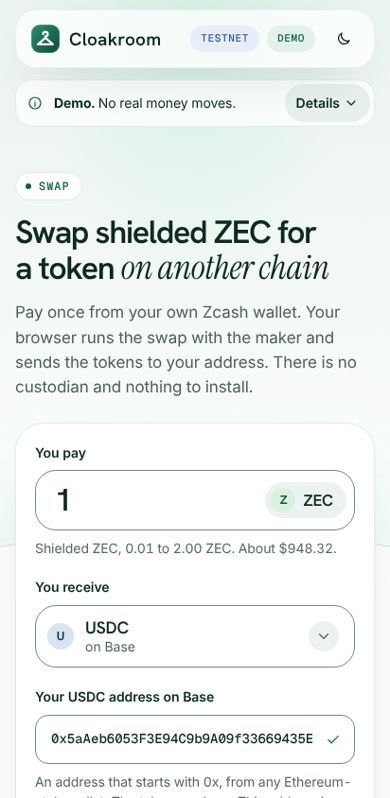 Cloakroom
TESTNET
DEMO
Demo. No real money moves.
Details
SWAP
Swap shielded ZEC for
a token on another chain
Pay once from your own Zcash wallet. Your
browser runs the swap with the maker and
sends the tokens to your address. There is no
custodian and nothing to install.
You pay
1
Z ZEC
Shielded ZEC, 0.01 to 2.00 ZEC. About $948.32.
You receive
U
USDC
on Base
Your USDC address on Base
0x5aAeb6053F3E94C9b9A09f33669435E
An address that starts with 0x, from any Ethereum-